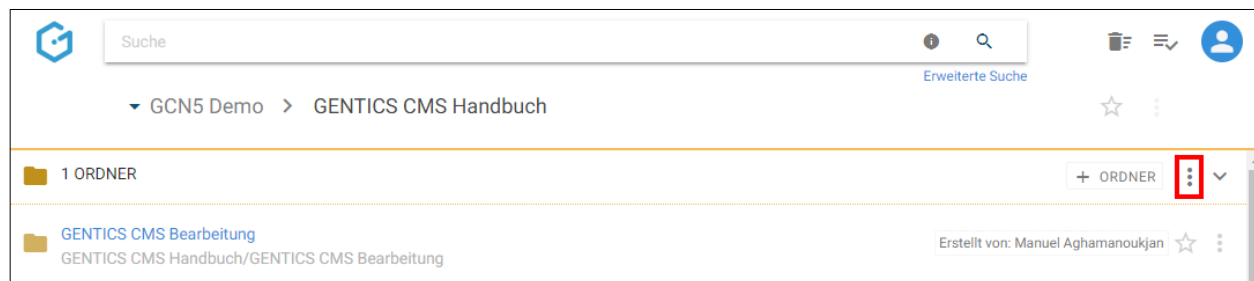 Suche
Erweiterte Suche
GCN5 Demo > GENTICS CMS Handbuch
1 ORDNER
+ ORDNER
GENTICS CMS Bearbeitung
GENTICS CMS Handbuch/GENTICS CMS Bearbeitung
Erstellt von: Manuel Aghamanoukjan